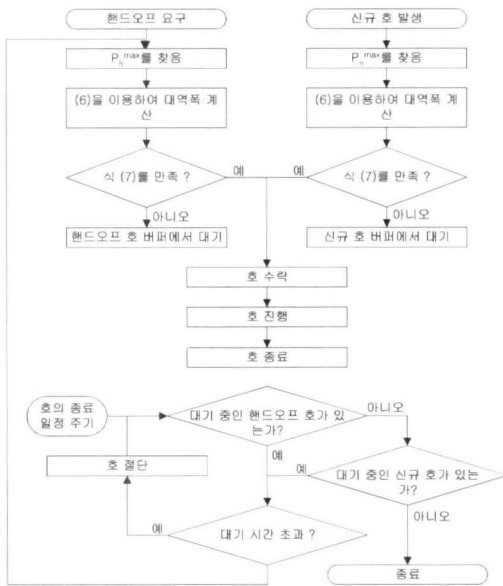 핸드오프 요구
신규 호 발생
P_h^max를 찾음
P_h^max를 찾음
(6)을 이용하여 대역폭 계
산
(6)을 이용하여 대역폭 계
산
식 (7)를 만족 ?
예
예
식 (7)를 만족 ?
아니오
아니오
핸드오프 호 버퍼에서 대기
신규 호 버퍼에서 대기
호 수락
호 진행
호 종료
호의 종료
일정 주기
대기 중인 핸드오프 호가 있
는가?
아니오
호 절단
예
예
대기 중인 신규 호가 있는
가?
예
대기 시간 초과 ?
아니오
종료